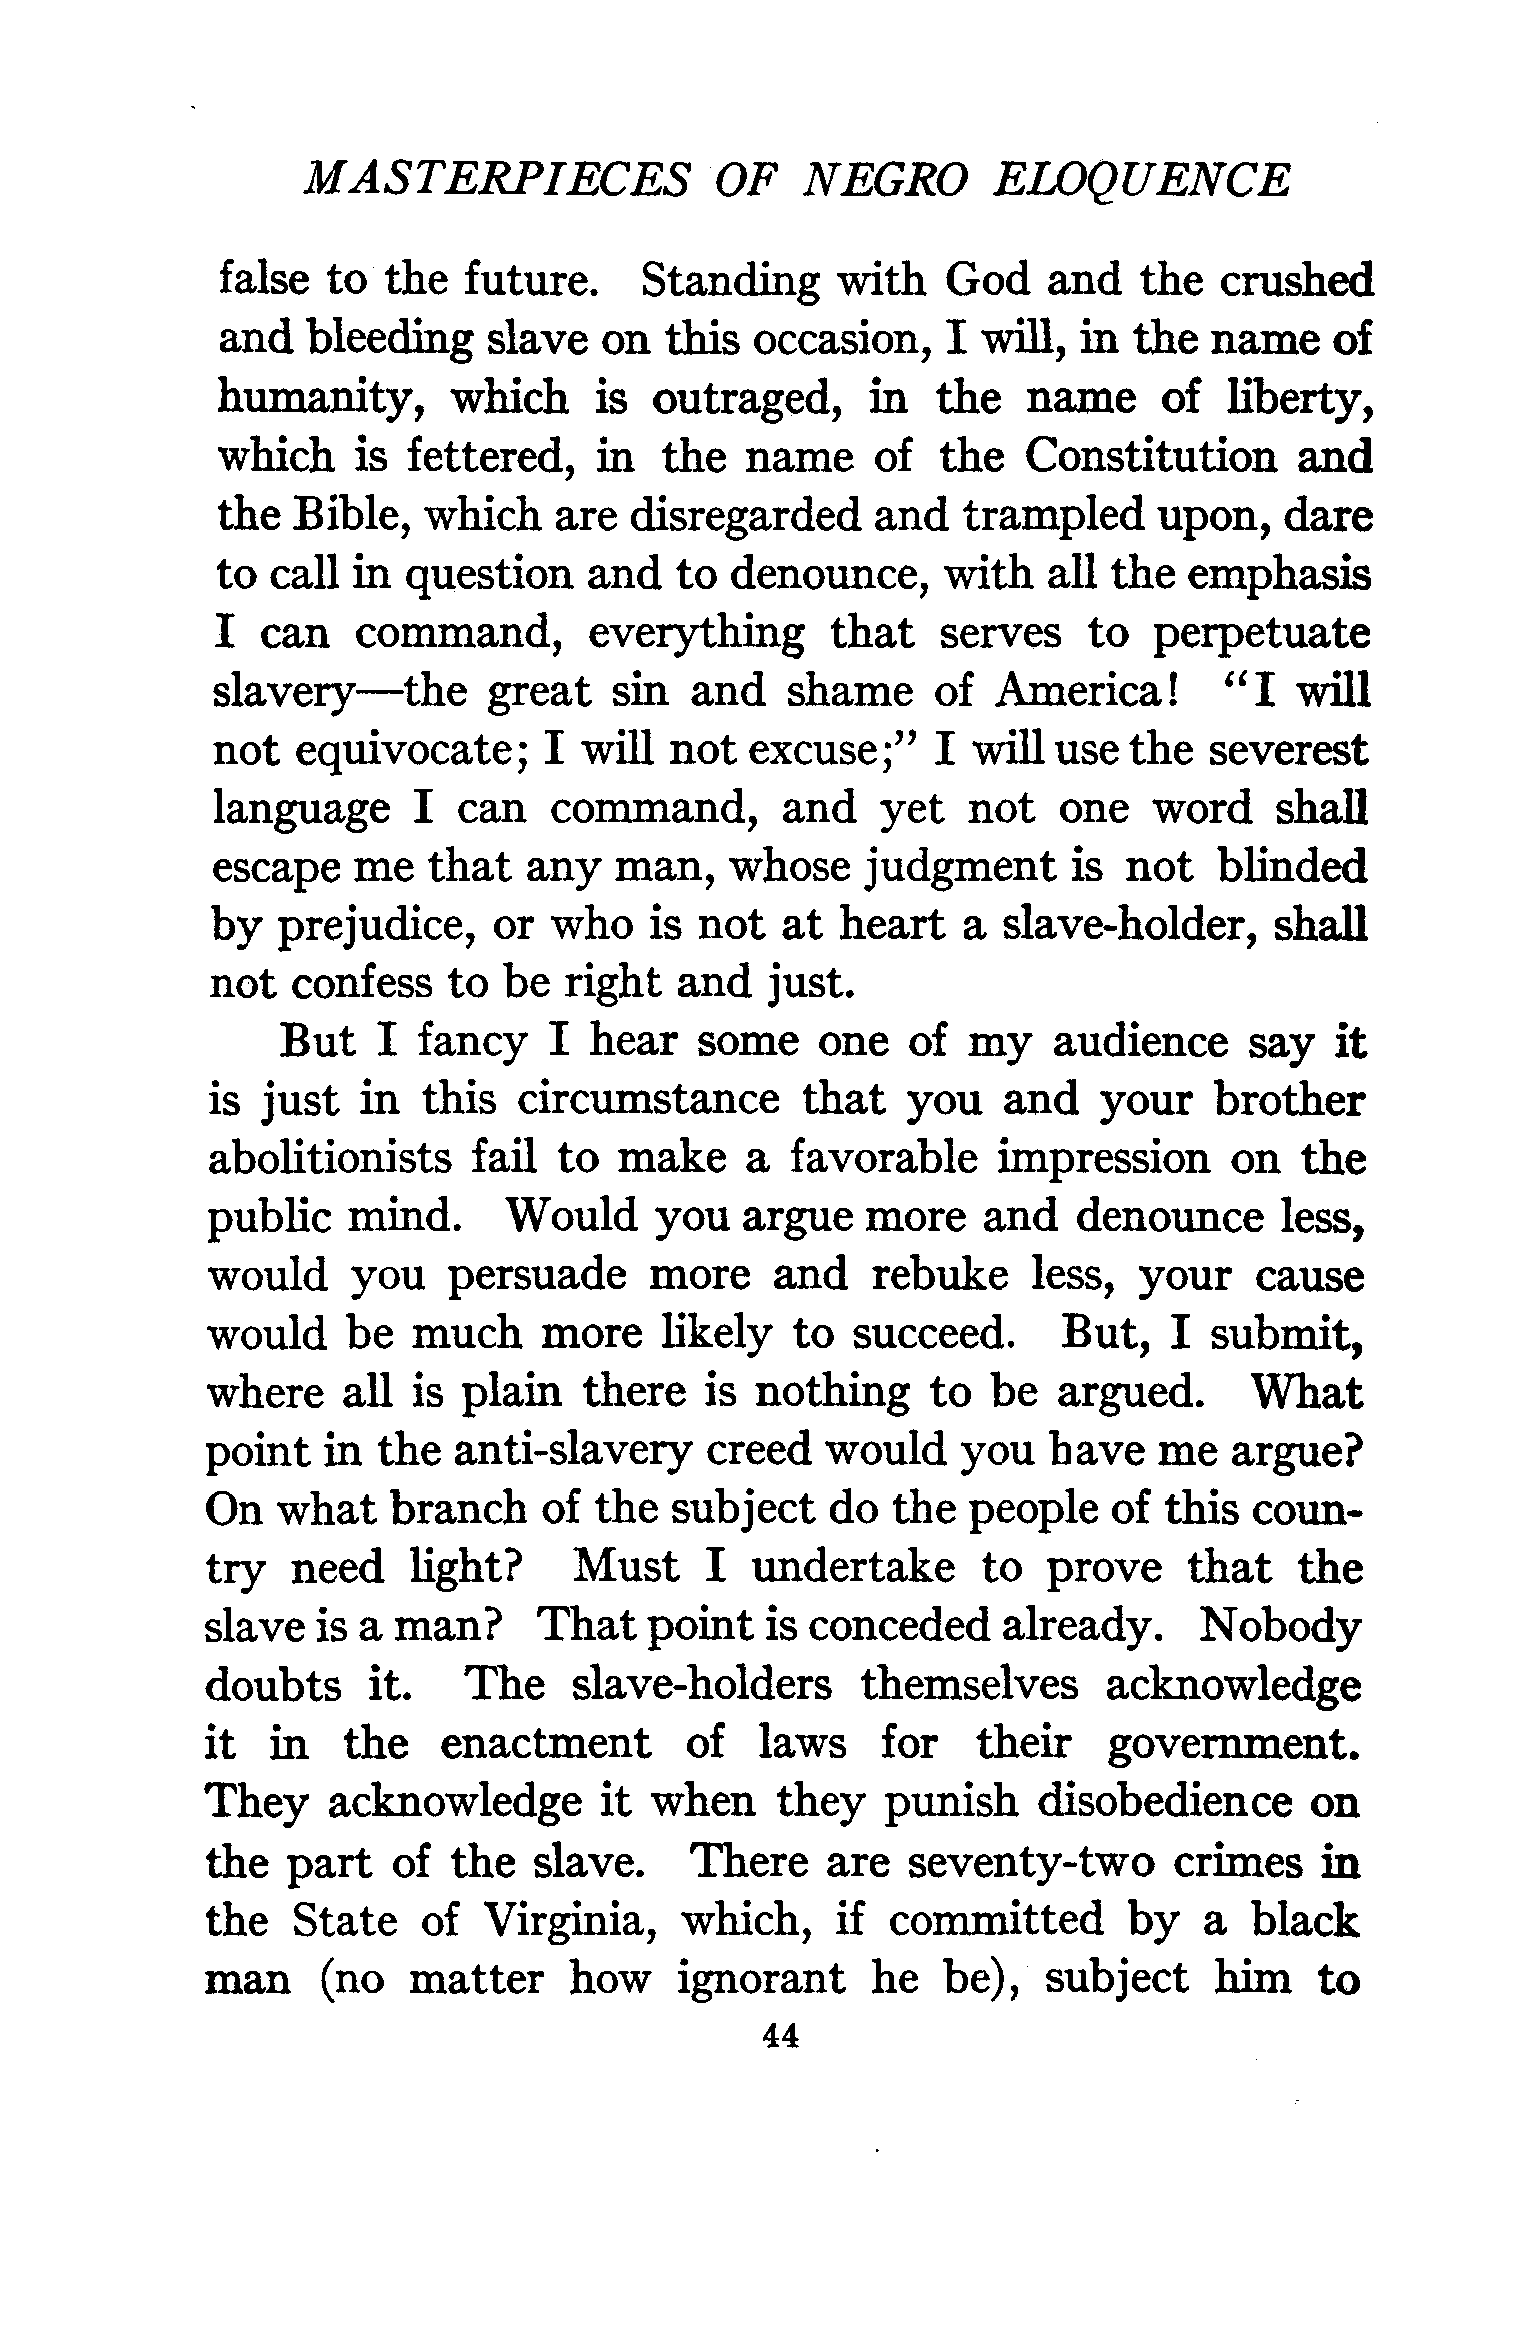 MASTERPIECES OF NEGRO ELOQUENCE
false to the future. Standing with God and the crushed
and bleeding slave on this occasion, I will, in the name of
humanity, which is outraged, in the name of liberty,
which is fettered, in the name of the Constitution and
the Bible, which are disregarded and trampled upon, dare
to call in question and to denounce, with all the emphasis
I can command, everything that serves to perpetuate
slavery—the great sin and shame of America! “I will
not equivocate; I will not excuse;” I will use the severest
language I can command, and yet not one word shall
escape me that any man, whose judgment is not blinded
by prejudice, or who is not at heart a slave-holder, shall
not confess to be right and just.
But I fancy I hear some one of my audience say it
is just in this circumstance that you and your brother
abolitionists fail to make a favorable impression on the
public mind. Would you argue more and denounce less,
would you persuade more and rebuke less, your cause
would be much more likely to succeed. But, I submit,
where all is plain there is nothing to be argued. What
point in the anti-slavery creed would you have me argue?
On what branch of the subject do the people of this coun-
try need light? Must I undertake to prove that the
slave is a man? That point is conceded already. Nobody
doubts it. The slave-holders themselves acknowledge
it in the enactment of laws for their government.
They acknowledge it when they punish disobedience on
the part of the slave. There are seventy-two crimes in
the State of Virginia, which, if committed by a black
man (no matter how ignorant he be), subject him to
44